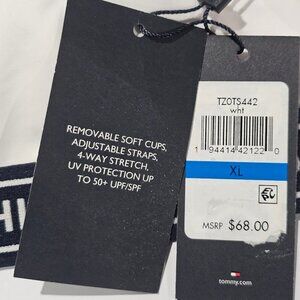 REMOVABLE SOFT CUPS,
ADJUSTABLE STRAPS,
4-WAY STRETCH,
UV PROTECTION UP
TO 50+ UPF/SPF
TZ0TS442
wht
1 94414 42122 0
XL
MSRP $68.00
tommy.com
HI